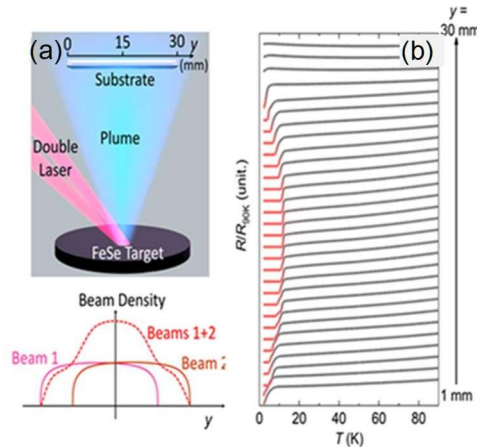 (a)
0 15 30 y
(mm)
Substrate
Plume
Double
Laser
FeSe Target
Beam Density
Beams 1+2
Beam 1
Beam 2
y
(b)
y =
30 mm
R/R90K (unit.)
1 mm
0 20 40 60 80
T (K)